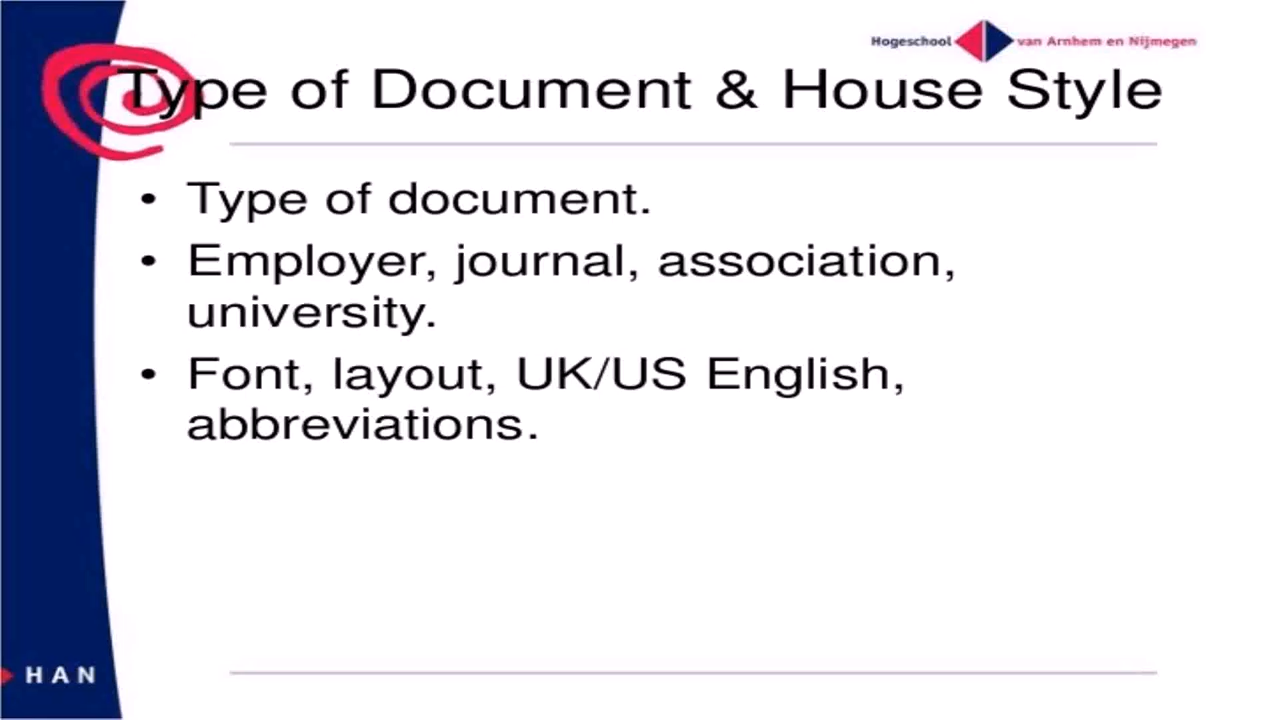 Hogeschool van Arnhem en Nijmegen
Type of Document & House Style
• Type of document.
• Employer, journal, association,
university.
• Font, layout, UK/US English,
abbreviations.
HAN